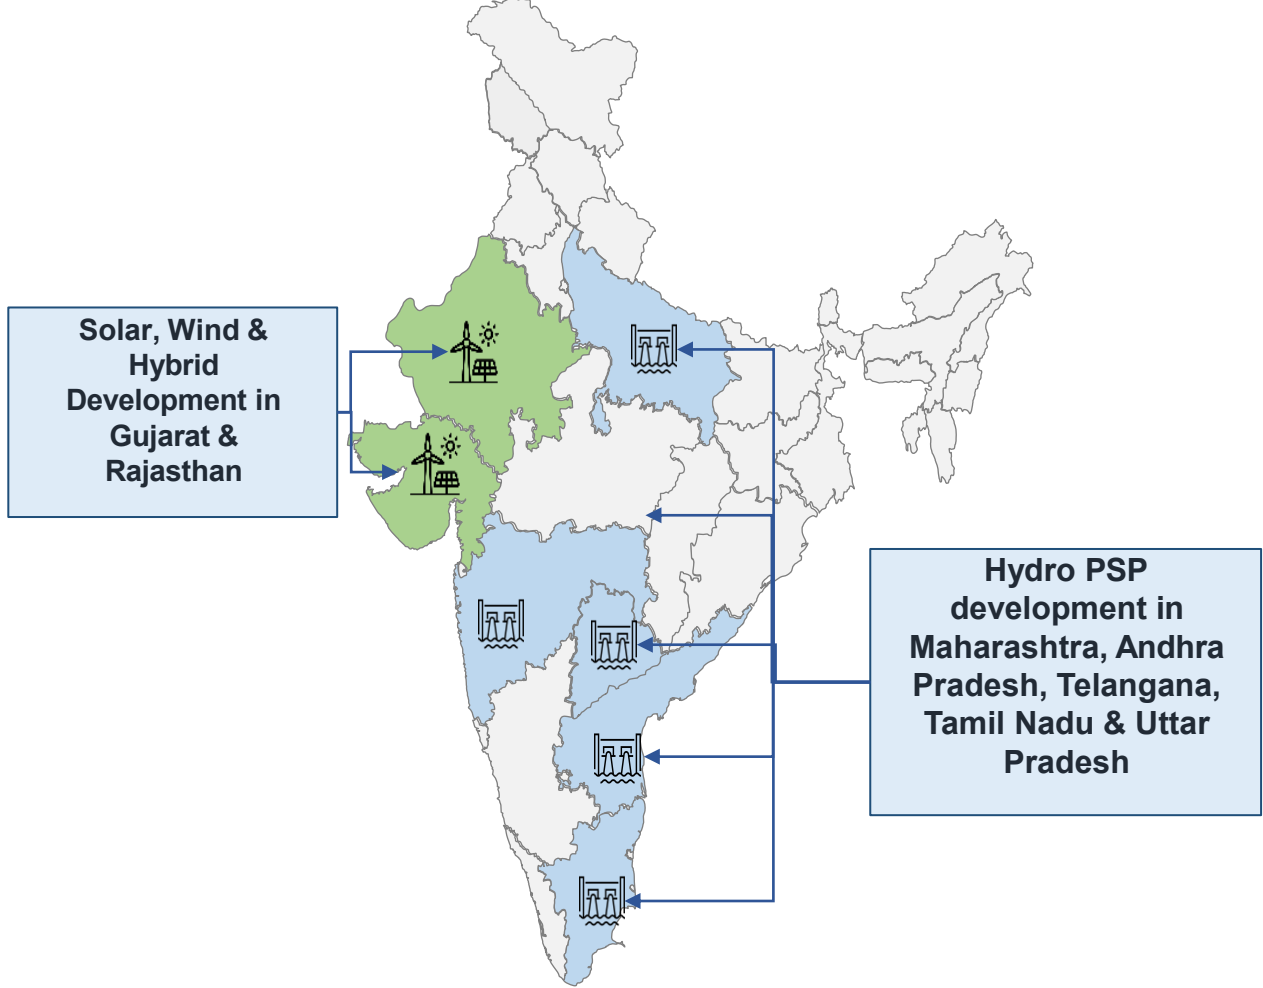 Solar, Wind &
Hybrid
Development in
Gujarat &
Rajasthan
Hydro PSP
development in
Maharashtra, Andhra
Pradesh, Telangana,
Tamil Nadu & Uttar
Pradesh